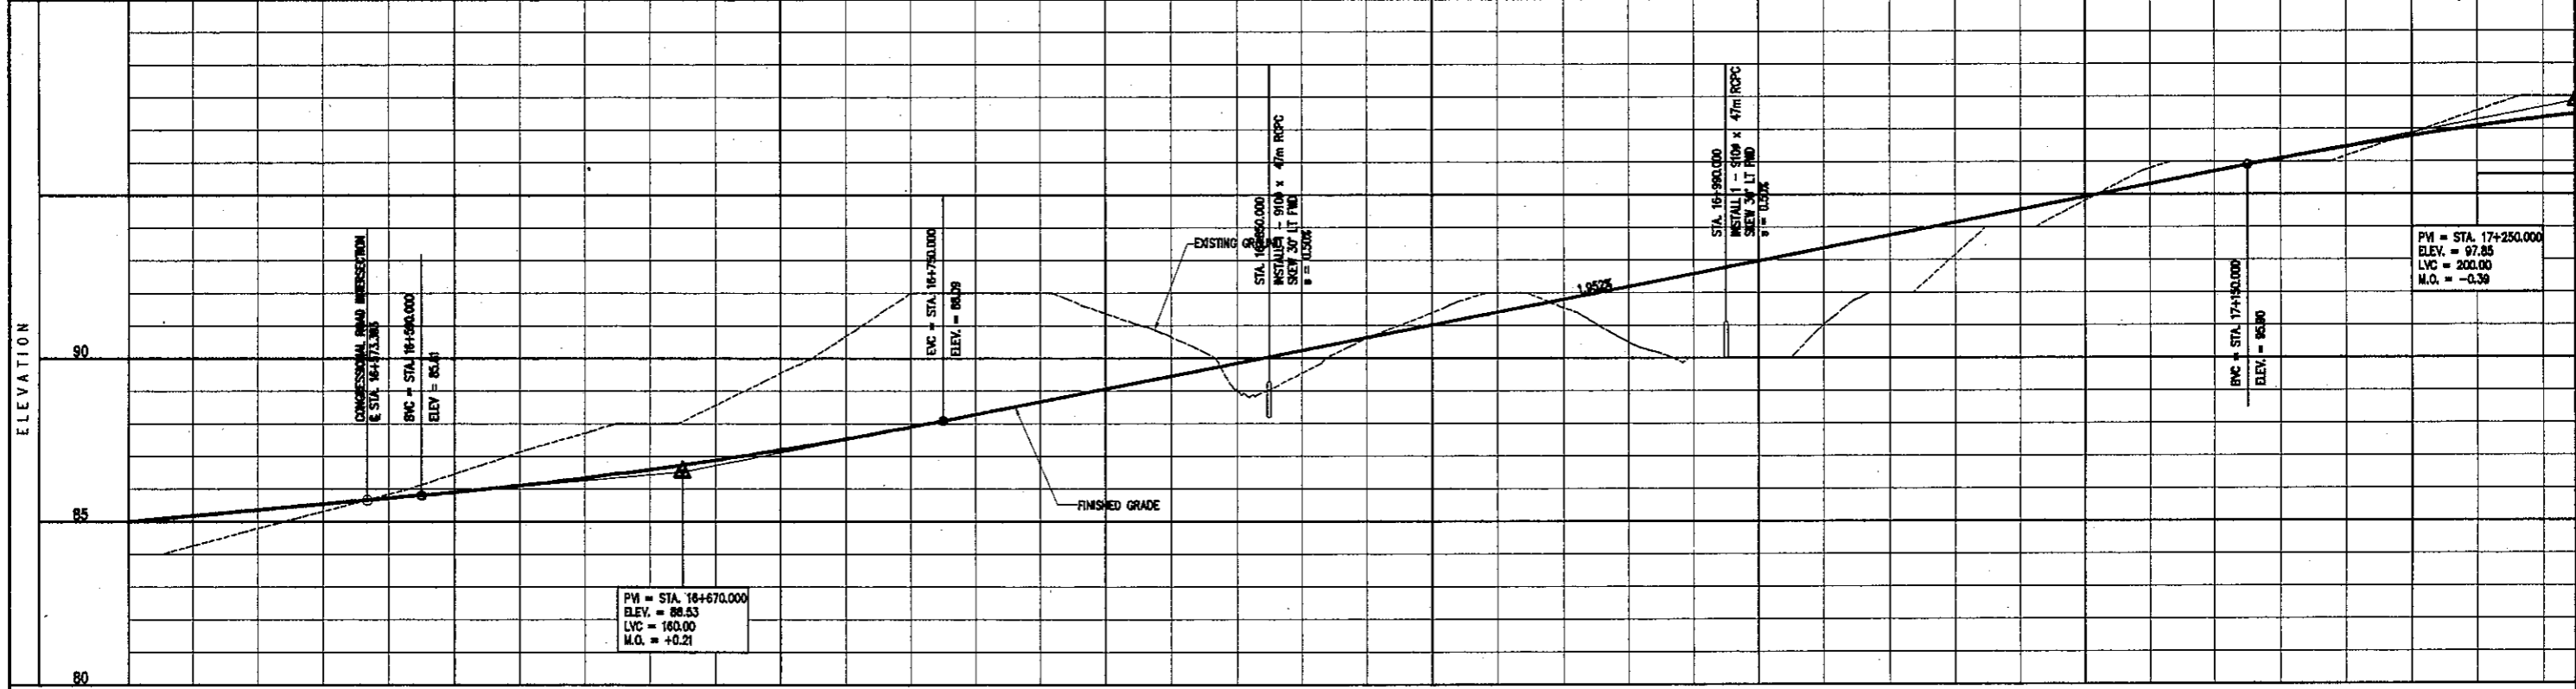 ELEVATION
90
85
80
CONGRESSIONAL ROAD INTERSECTION
BVC = STA. 16+590.000
ELEV = 85.81
PVI = STA. 16+670.000
ELEV. = 86.53
LVC = 160.00
M.O. = +0.21
EVC = STA. 16+750.000
ELEV. = 88.09
FINISHED GRADE
EXISTING GROUND
STA. 16+850.000
INSTALL 1 - 910ø x 47m RCPC
SKEW 30° LT FWD
s = 0.50%
1.952%
STA. 16+990.000
INSTALL 1 - 910ø x 47m RCPC
SKEW 30° LT FWD
s = 0.50%
BVC = STA. 17+150.000
ELEV. = 95.90
PVI = STA. 17+250.000
ELEV. = 97.85
LVC = 200.00
M.O. = -0.39